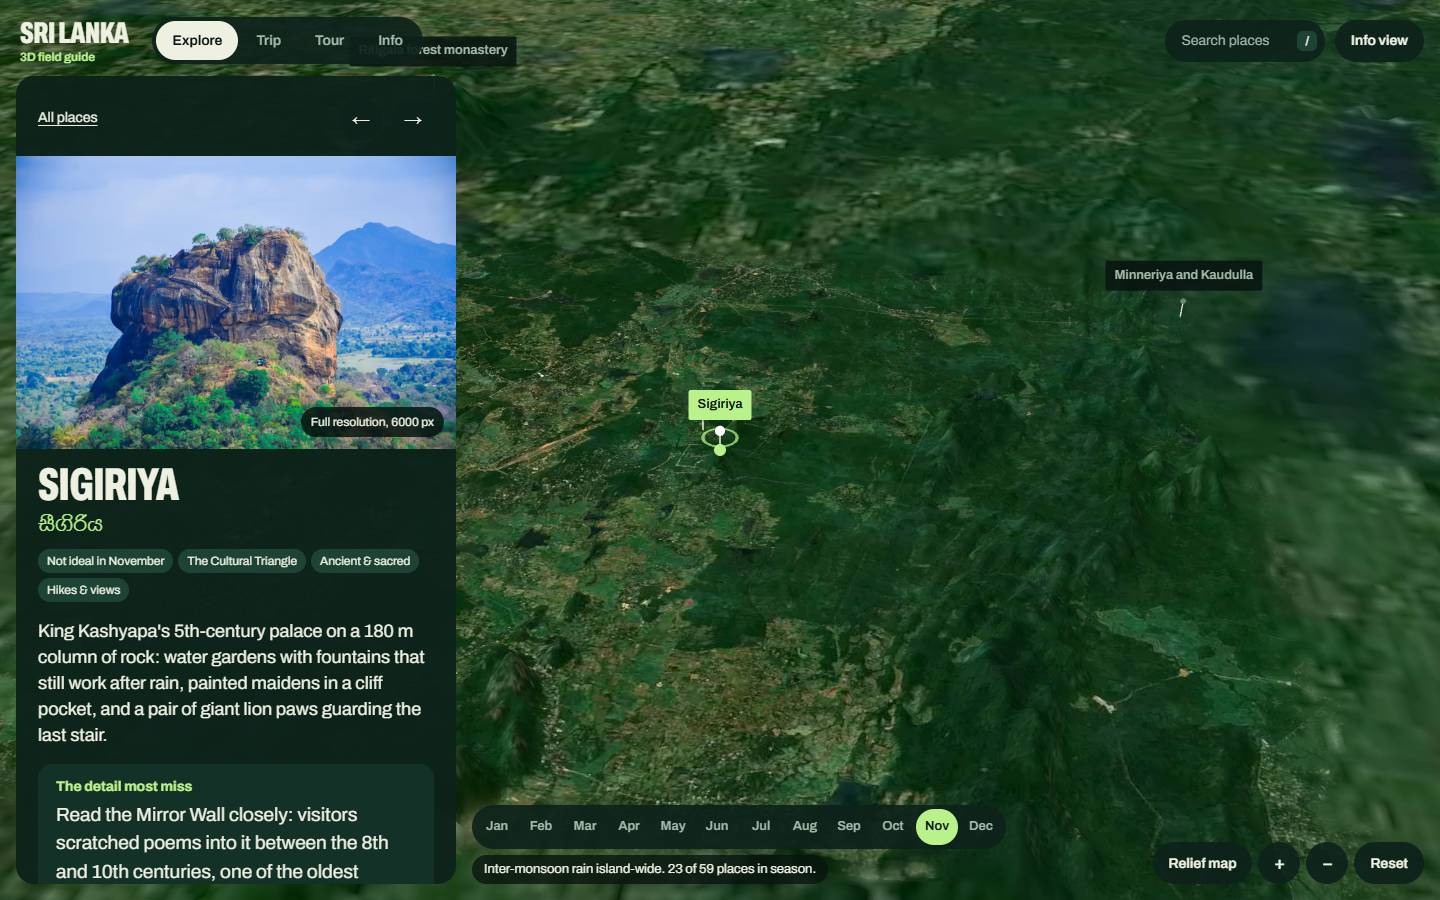 SRI LANKA
3D field guide
Explore
Trip
Tour
Info
Ritigala forest monastery
Search places
/
Info view
All places
← →
Full resolution, 6000 px
SIGIRIYA
සීගිරිය
Not ideal in November
The Cultural Triangle
Ancient & sacred
Hikes & views
King Kashyapa's 5th-century palace on a 180 m
column of rock: water gardens with fountains that
still work after rain, painted maidens in a cliff
pocket, and a pair of giant lion paws guarding the
last stair.
The detail most miss
Read the Mirror Wall closely: visitors
scratched poems into it between the 8th
and 10th centuries, one of the oldest
Minneriya and Kaudulla
Sigiriya
Jan Feb Mar Apr May Jun Jul Aug Sep Oct Nov Dec
Inter-monsoon rain island-wide. 23 of 59 places in season.
Relief map
+
−
Reset